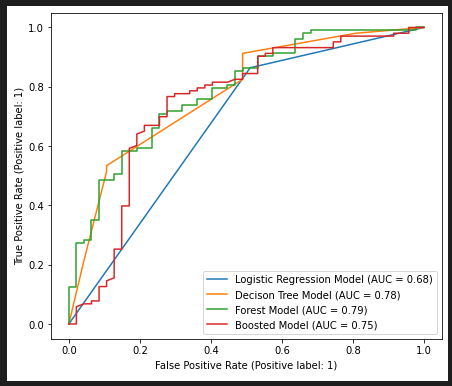 True Positive Rate (Positive label: 1)
1.0
0.8
0.6
0.4
0.2
0.0
Logistic Regression Model (AUC = 0.68)
Decison Tree Model (AUC = 0.78)
Forest Model (AUC = 0.79)
Boosted Model (AUC = 0.75)
0.0 0.2 0.4 0.6 0.8 1.0
False Positive Rate (Positive label: 1)